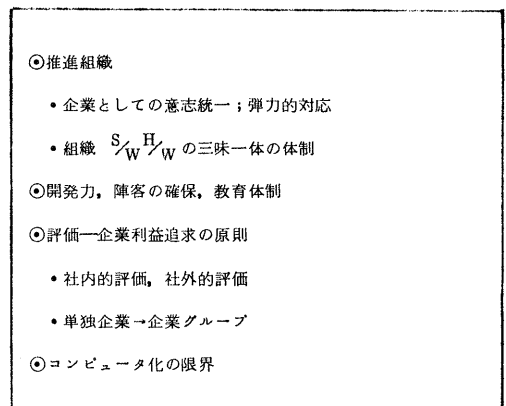 ⦿推進組織
・企業としての意志統一；弾力的対応
・組織 S/W H/W の三味一体の体制
⦿開発力，陣客の確保，教育体制
⦿評価―企業利益追求の原則
・社内的評価，社外的評価
・単独企業→企業グループ
⦿コンピュータ化の限界